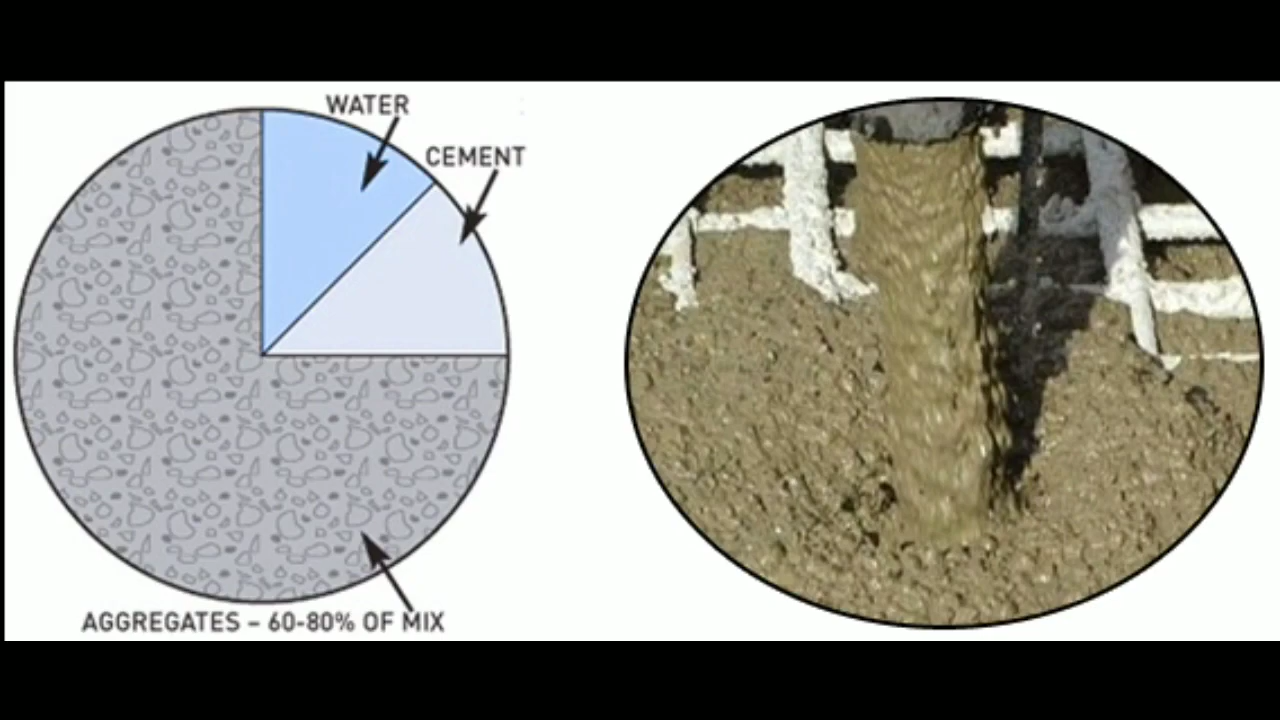 WATER
CEMENT
AGGREGATES – 60-80% OF MIX